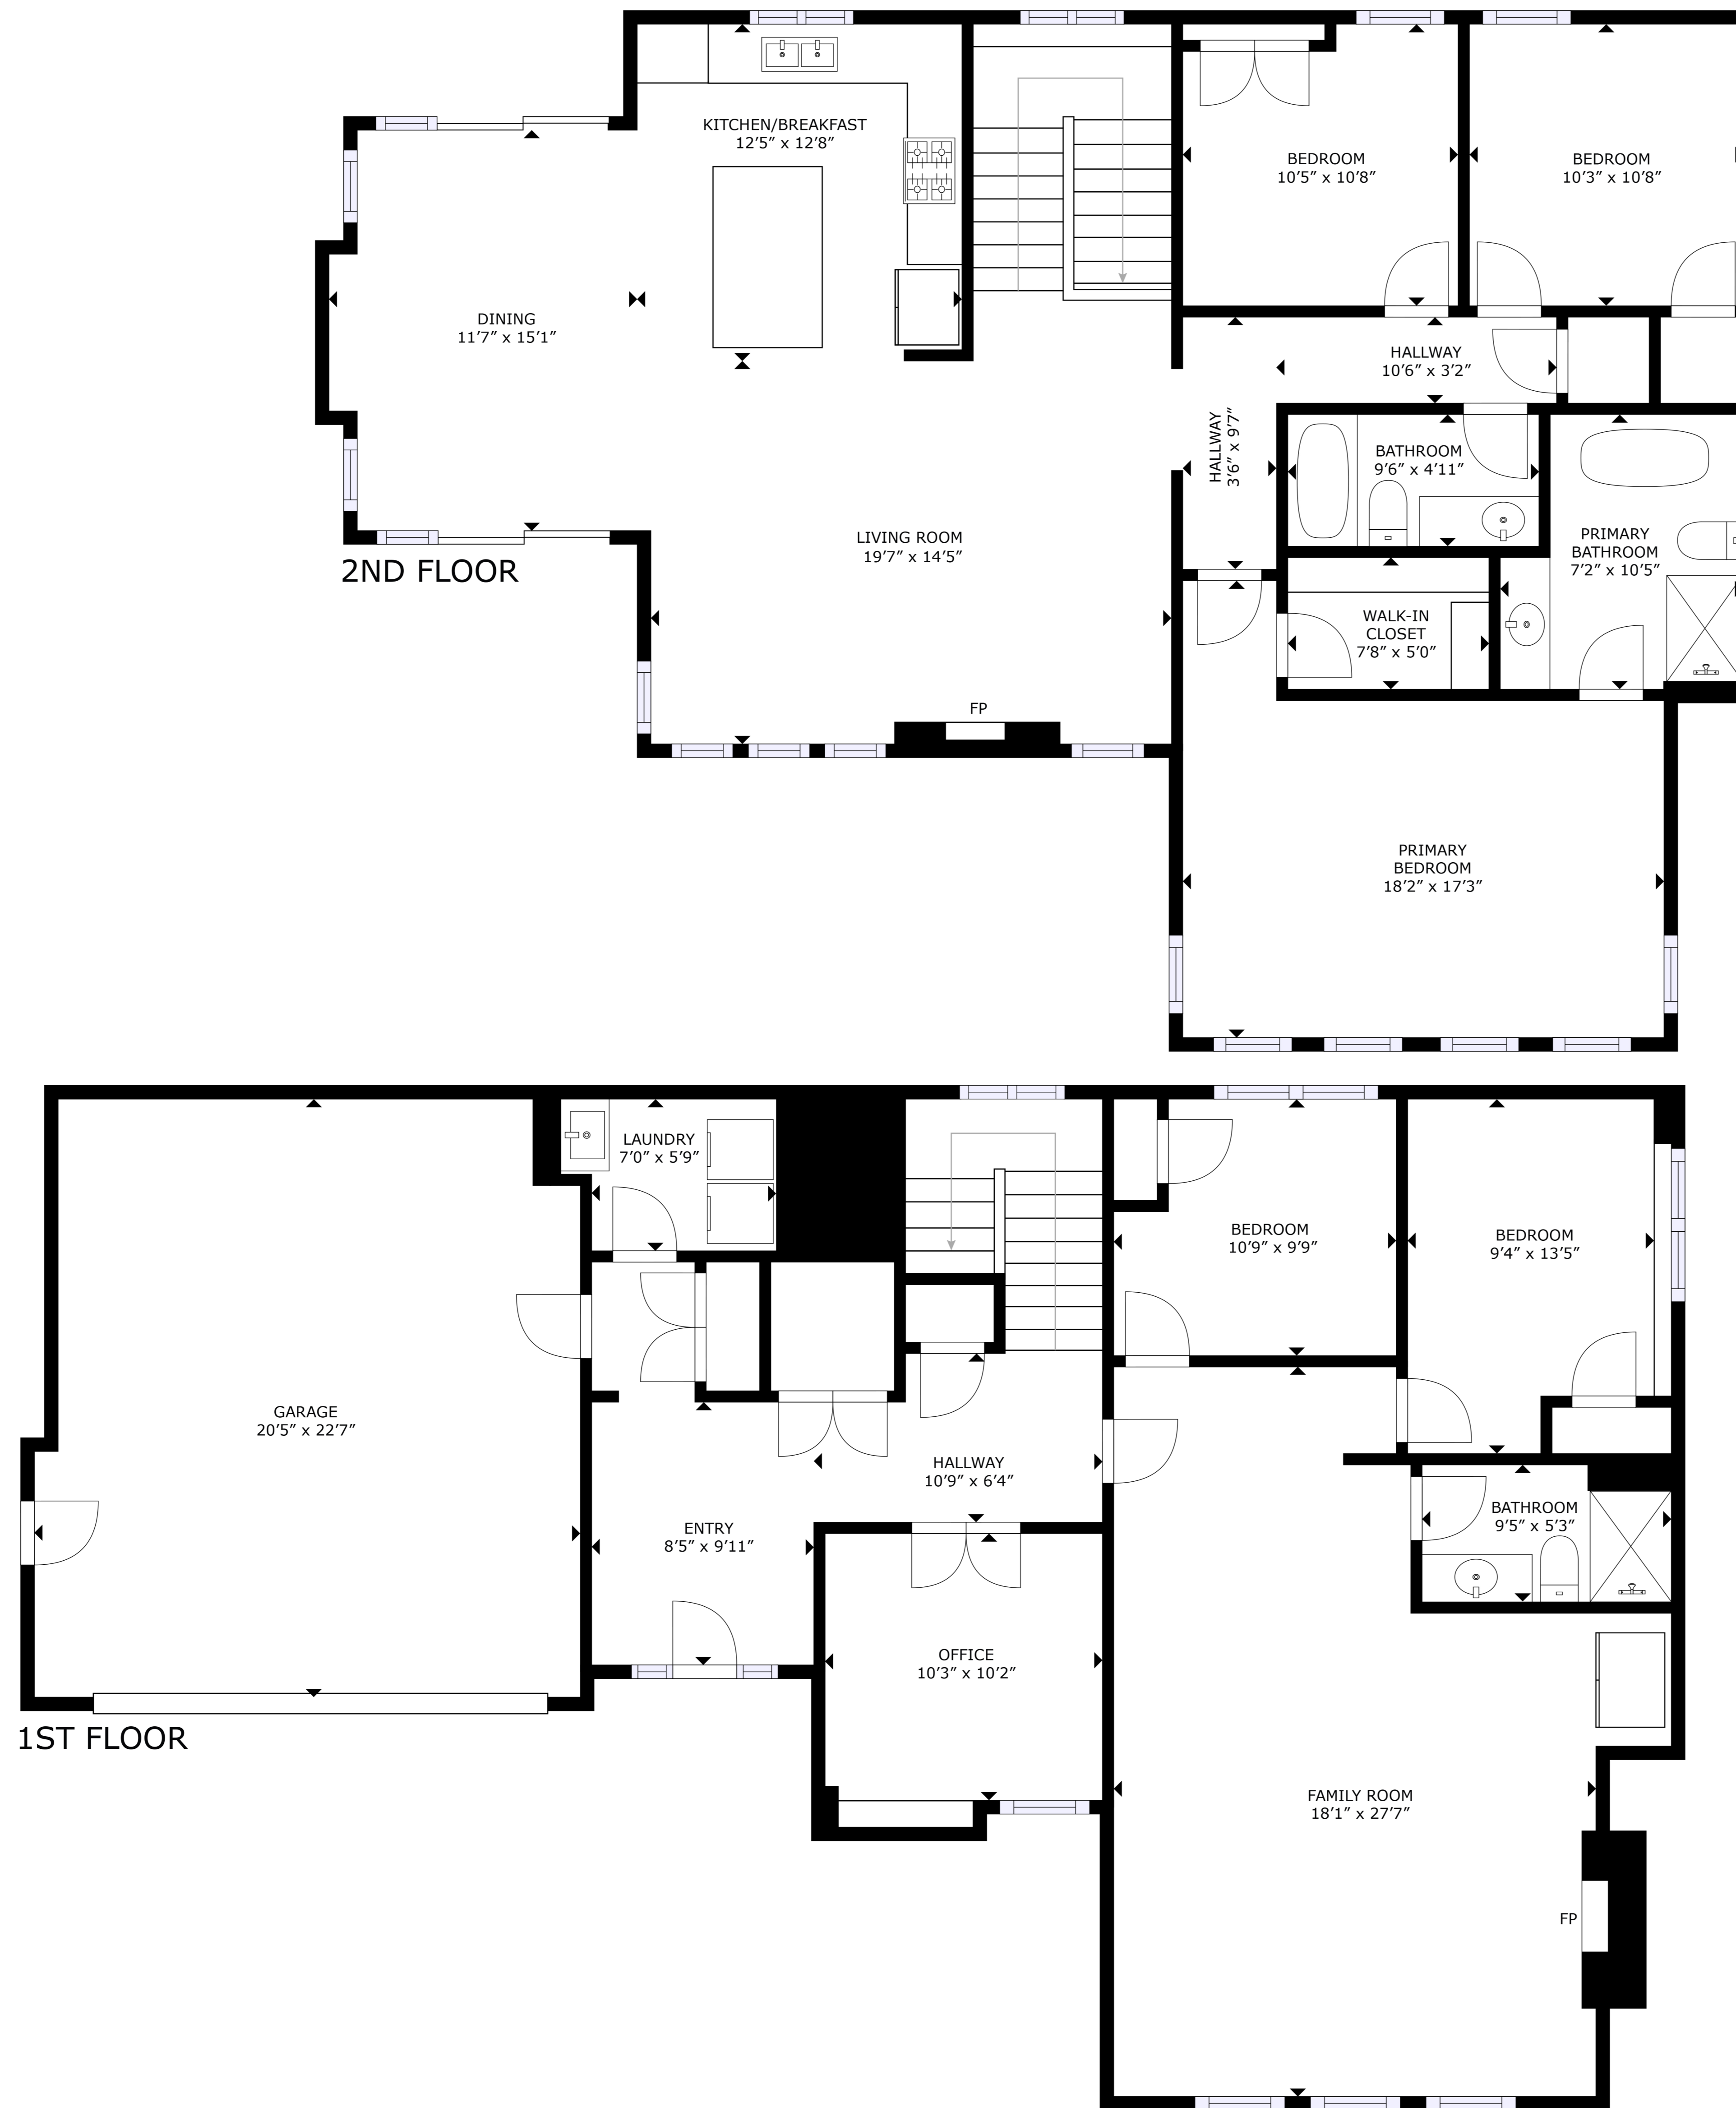 KITCHEN/BREAKFAST
12’5” x 12’8”
BEDROOM
10’5” x 10’8”
BEDROOM
10’3” x 10’8”
DINING
11’7” x 15’1”
HALLWAY
10’6” x 3’2”
HALLWAY
3’6” x 9’7”
BATHROOM
9’6” x 4’11”
LIVING ROOM
19’7” x 14’5”
PRIMARY
BATHROOM
7’2” x 10’5”
2ND FLOOR
WALK-IN
CLOSET
7’8” x 5’0”
FP
PRIMARY
BEDROOM
18’2” x 17’3”
LAUNDRY
7’0” x 5’9”
BEDROOM
10’9” x 9’9”
BEDROOM
9’4” x 13’5”
GARAGE
20’5” x 22’7”
HALLWAY
10’9” x 6’4”
ENTRY
8’5” x 9’11”
BATHROOM
9’5” x 5’3”
OFFICE
10’3” x 10’2”
1ST FLOOR
FAMILY ROOM
18’1” x 27’7”
FP